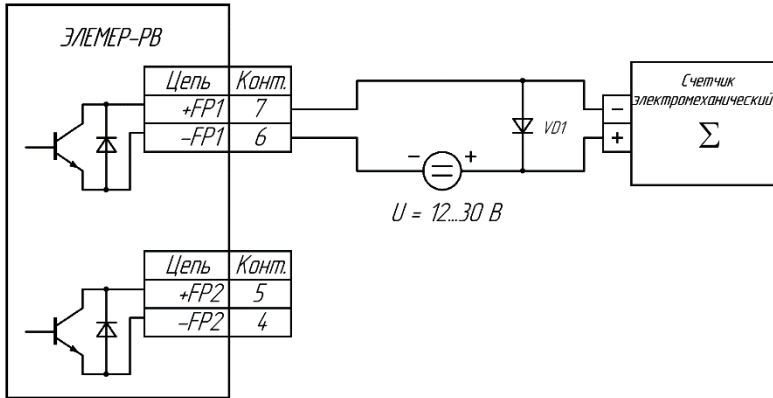 ЭЛЕМЕР-РВ
Цепь Конт.
+FP1 7
−FP1 6
VD1
− +
U = 12...30 В
−
+
Счетчик
электромеханический
Σ
Цепь Конт.
+FP2 5
−FP2 4